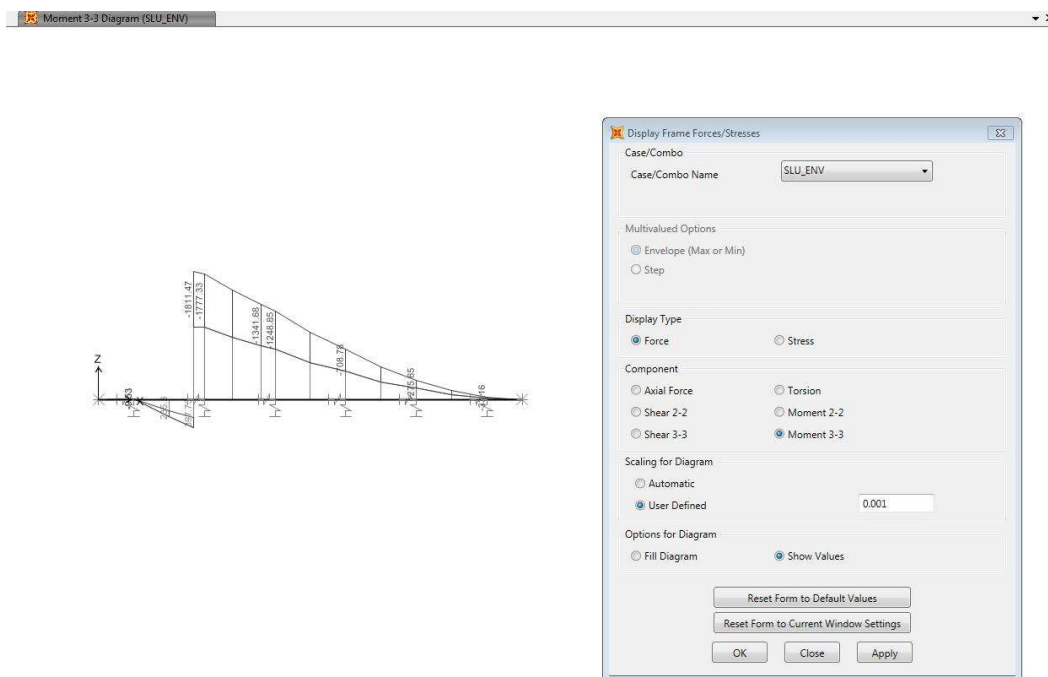 Moment 3-3 Diagram (SLU_ENV)
-1811.47
-1777.33
-1341.68
-1248.85
-708.78
Z
Display Frame Forces/Stresses
Case/Combo
Case/Combo Name
SLU_ENV
Multivalued Options
Envelope (Max or Min)
Step
Display Type
Force
Stress
Component
Axial Force
Torsion
Shear 2-2
Moment 2-2
Shear 3-3
Moment 3-3
Scaling for Diagram
Automatic
User Defined
0.001
Options for Diagram
Fill Diagram
Show Values
Reset Form to Default Values
Reset Form to Current Window Settings
OK
Close
Apply